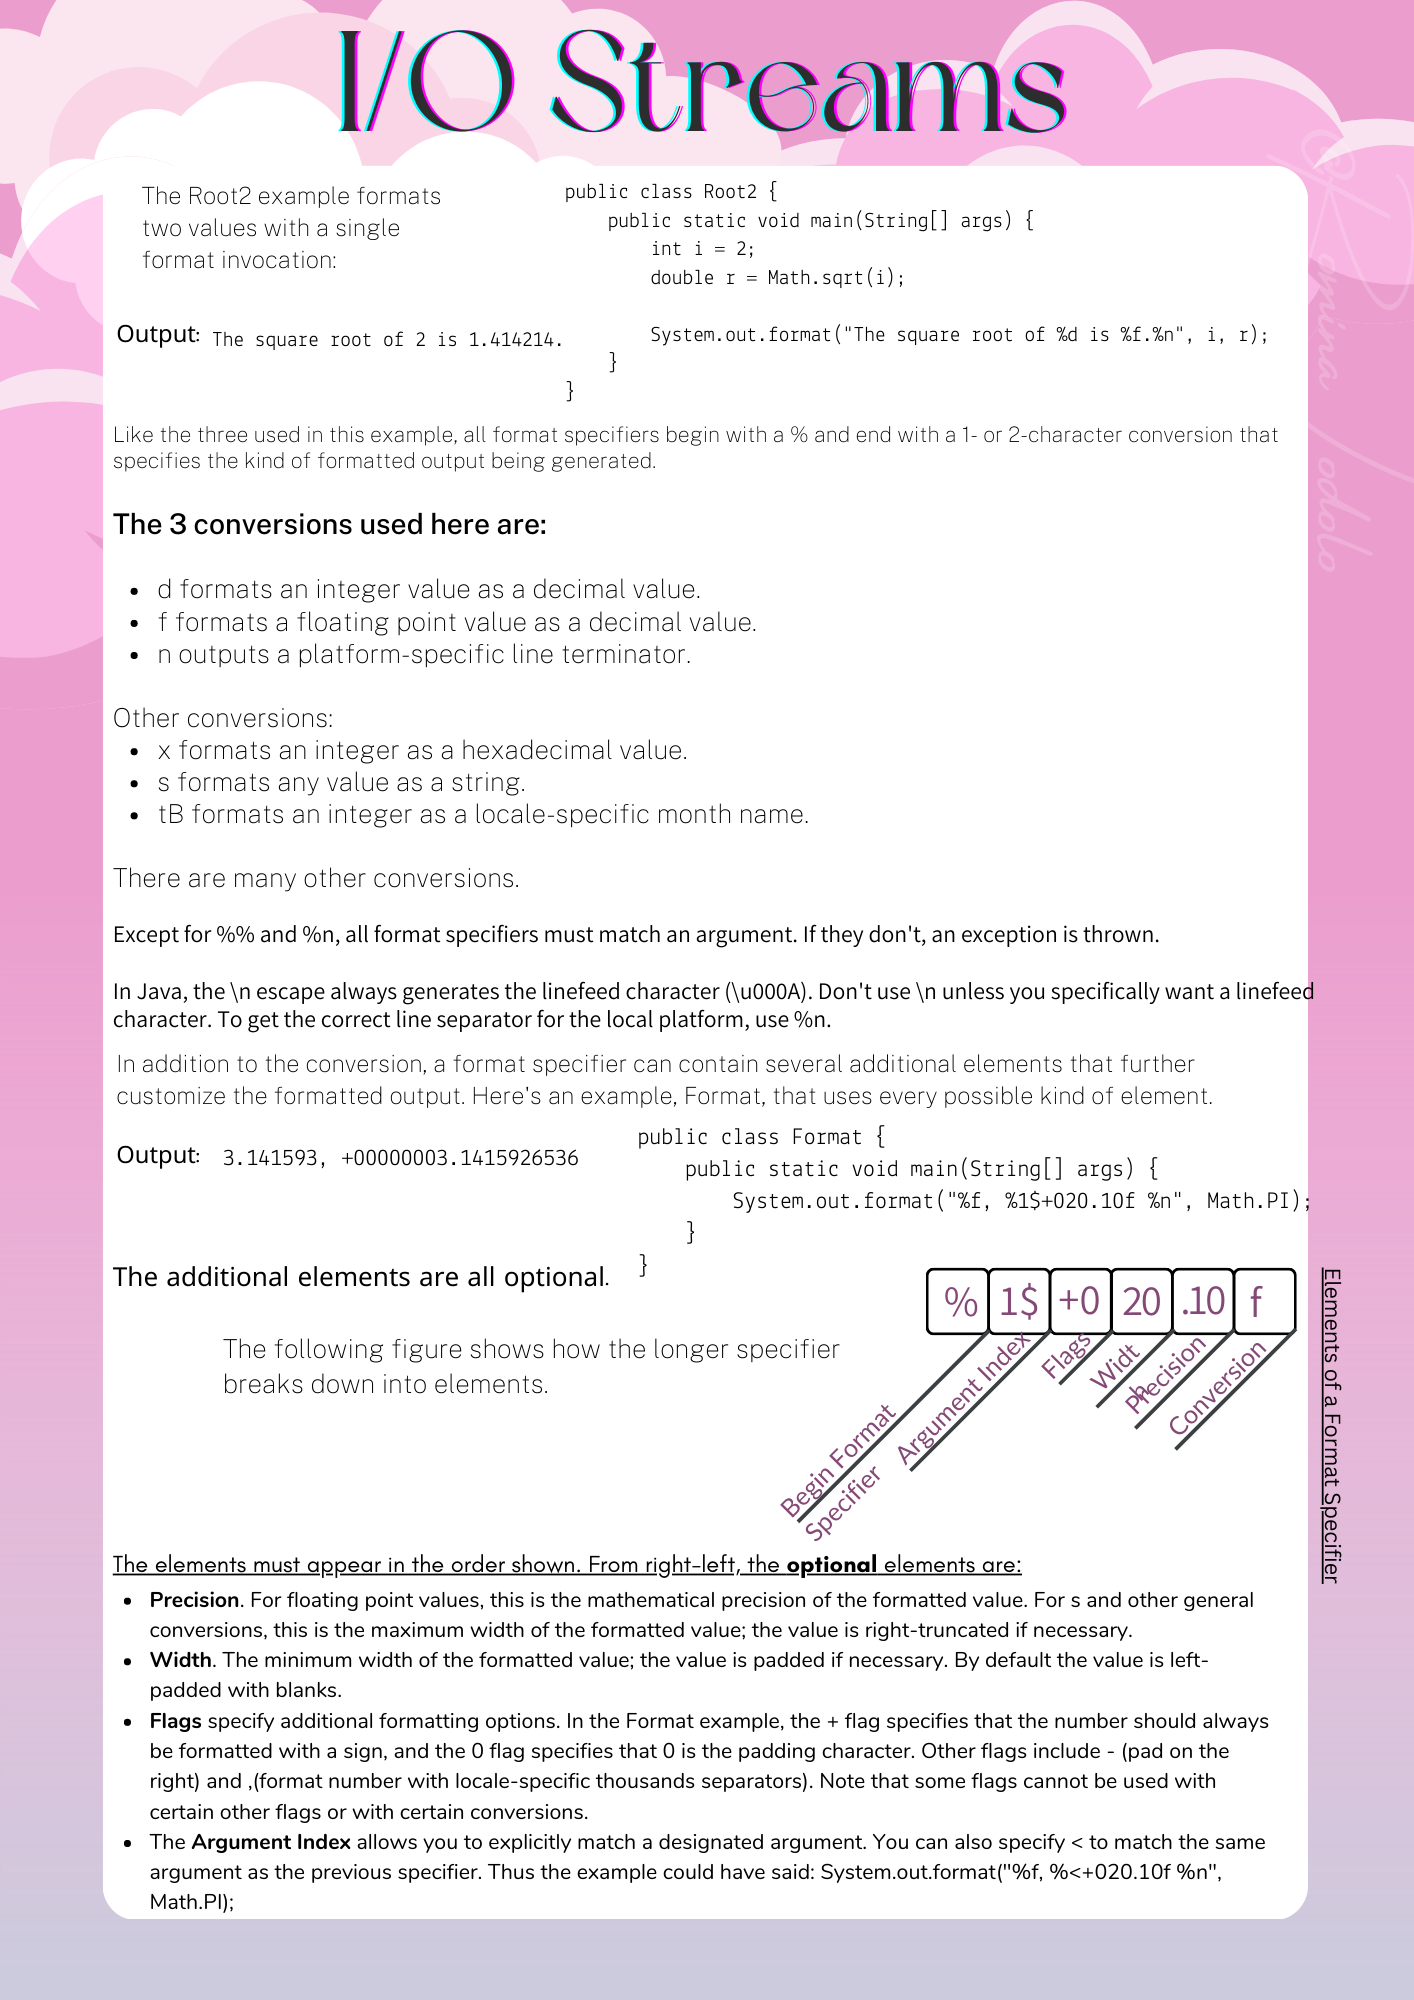 I/O Streams
The Root2 example formats
two values with a single
format invocation:
public class Root2 {
public static void main(String[] args) {
int i = 2;
double r = Math.sqrt(i);
System.out.format("The square root of %d is %f.%n", i, r);
}
}
Output: The square root of 2 is 1.414214.
Like the three used in this example, all format specifiers begin with a % and end with a 1- or 2-character conversion that
specifies the kind of formatted output being generated.
The 3 conversions used here are:
• d formats an integer value as a decimal value.
• f formats a floating point value as a decimal value.
• n outputs a platform-specific line terminator.
Other conversions:
• x formats an integer as a hexadecimal value.
• s formats any value as a string.
• tB formats an integer as a locale-specific month name.
There are many other conversions.
Except for %% and %n, all format specifiers must match an argument. If they don't, an exception is thrown.
In Java, the \n escape always generates the linefeed character (\u000A). Don't use \n unless you specifically want a linefeed
character. To get the correct line separator for the local platform, use %n.
In addition to the conversion, a format specifier can contain several additional elements that further
customize the formatted output. Here's an example, Format, that uses every possible kind of element.
Output: 3.141593, +00000003.1415926536
public class Format {
public static void main(String[] args) {
System.out.format("%f, %1$+020.10f %n", Math.PI);
}
}
The additional elements are all optional.
The following figure shows how the longer specifier
breaks down into elements.
% 1$ +0 20 .10 f
Begin Format
Specifier
Argument Index
Flags
Widt
h
Precision
Conversion
Elements of a Format Specifier
The elements must appear in the order shown. From right-left, the optional elements are:
• Precision. For floating point values, this is the mathematical precision of the formatted value. For s and other general
conversions, this is the maximum width of the formatted value; the value is right-truncated if necessary.
• Width. The minimum width of the formatted value; the value is padded if necessary. By default the value is left-
padded with blanks.
• Flags specify additional formatting options. In the Format example, the + flag specifies that the number should always
be formatted with a sign, and the 0 flag specifies that 0 is the padding character. Other flags include - (pad on the
right) and ,(format number with locale-specific thousands separators). Note that some flags cannot be used with
certain other flags or with certain conversions.
• The Argument Index allows you to explicitly match a designated argument. You can also specify < to match the same
argument as the previous specifier. Thus the example could have said: System.out.format("%f, %<+020.10f %n",
Math.PI);